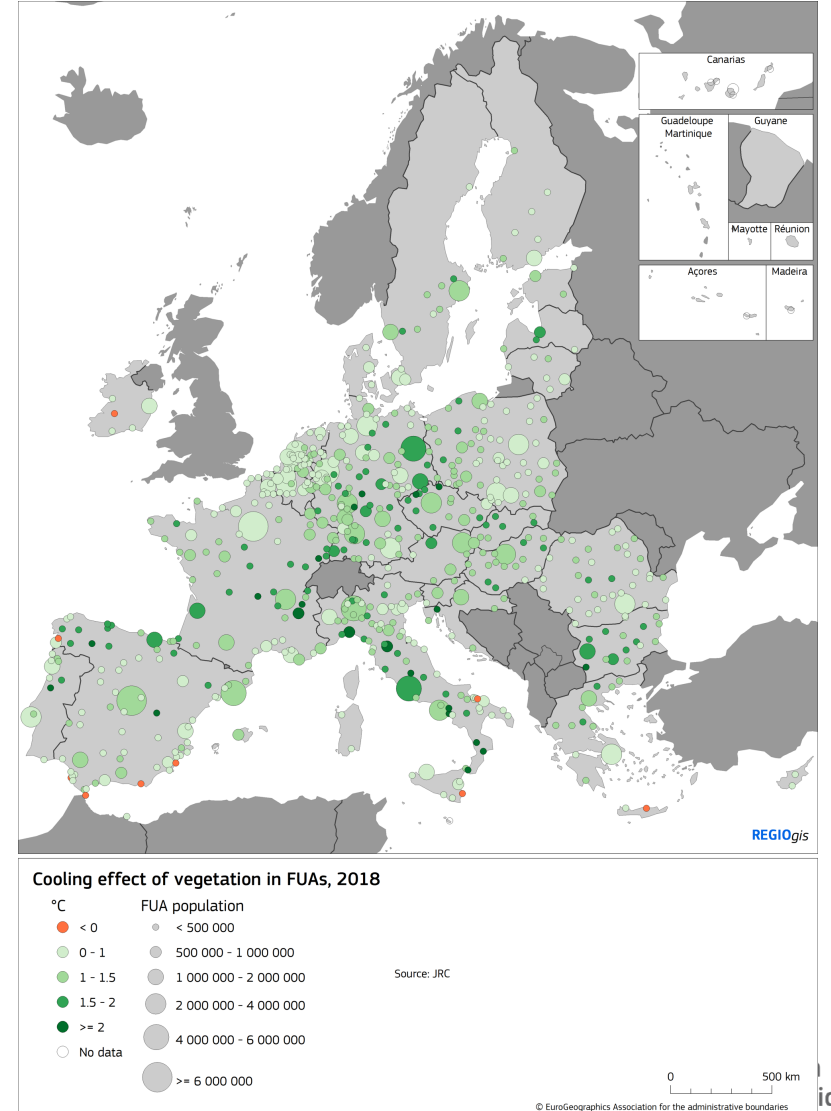 Canarias
Guadeloupe
Martinique
Guyane
Mayotte
Réunion
Açores
Madeira
REGIOgis
Cooling effect of vegetation in FUAs, 2018
°C
< 0
0 - 1
1 - 1.5
1.5 - 2
>= 2
No data
FUA population
< 500 000
500 000 - 1 000 000
1 000 000 - 2 000 000
2 000 000 - 4 000 000
4 000 000 - 6 000 000
>= 6 000 000
Source: JRC
0 500 km
© EuroGeographics Association for the administrative boundaries